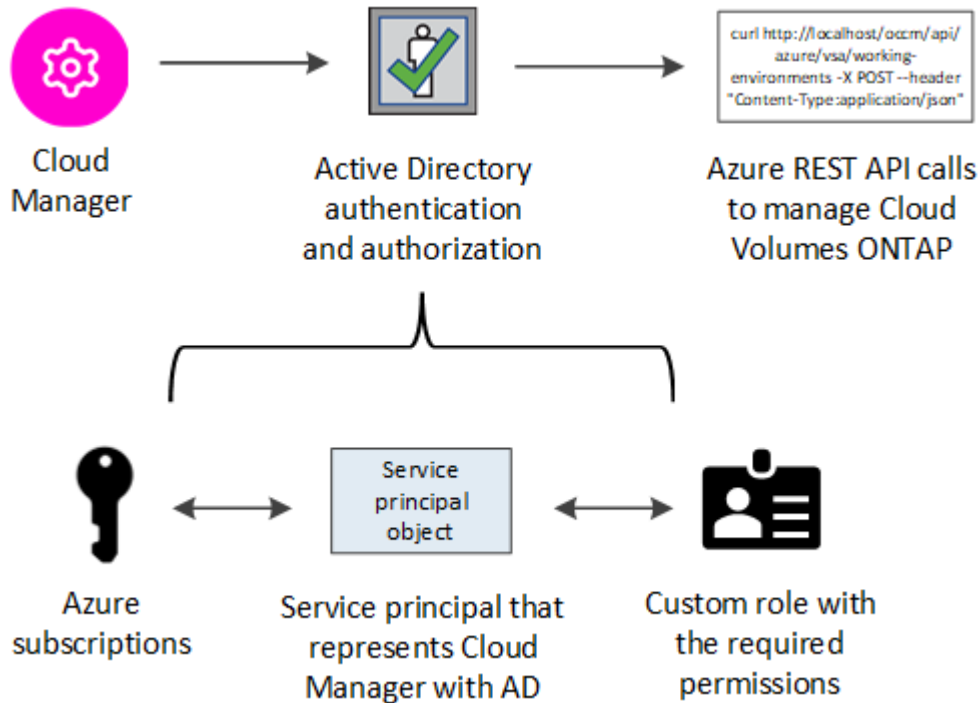 curl http://localhost/occm/api/
azure/vsa/working-
environments -X POST --header
"Content-Type:application/json"
Cloud
Manager
Active Directory
authentication
and authorization
Azure REST API calls
to manage Cloud
Volumes ONTAP
Service
principal
object
Azure
subscriptions
Service principal that
represents Cloud
Manager with AD
Custom role with
the required
permissions